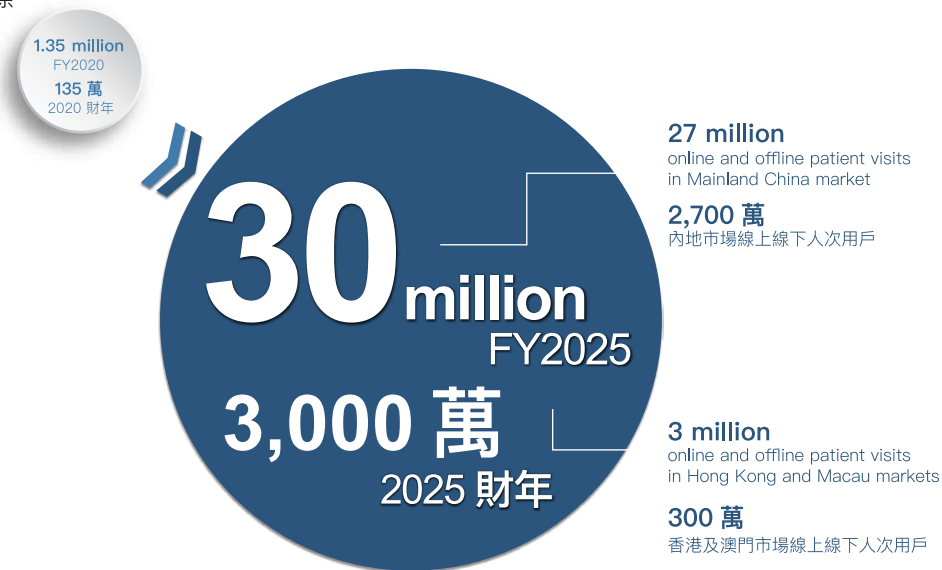 1.35 million
FY2020
135 萬
2020 財年
30 million
FY2025
3,000 萬
2025 財年
27 million
online and offline patient visits
in Mainland China market
2,700 萬
內地市場線上線下人次用戶
3 million
online and offline patient visits
in Hong Kong and Macau markets
300 萬
香港及澳門市場線上線下人次用戶